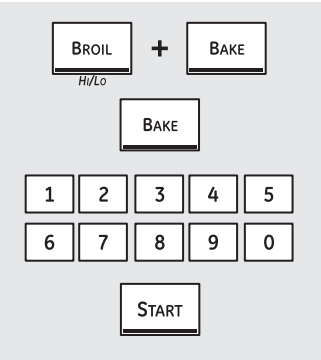 BROIL + BAKE
HI/LO
BAKE
1 2 3 4 5
6 7 8 9 0
START